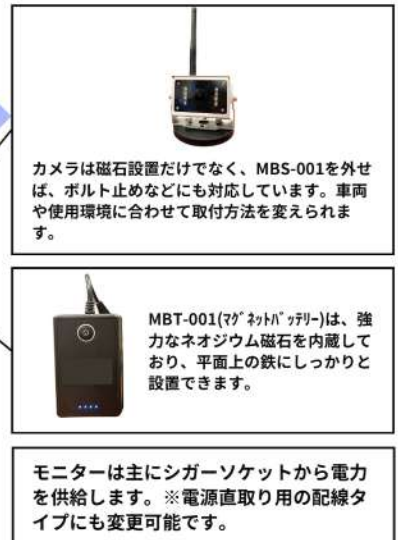 カメラは磁石設置だけでなく、MBS-001を外せ
ば、ボルト止めなどにも対応しています。車両
や使用環境に合わせて取付方法を変えられま
す。
MBT-001(ﾏｸﾞﾈｯﾄﾊﾞｯﾃﾘｰ)は、強
力なネオジウム磁石を内蔵して
おり、平面上の鉄にしっかりと
設置できます。
モニターは主にシガーソケットから電力
を供給します。※電源直取り用の配線タ
イプにも変更可能です。